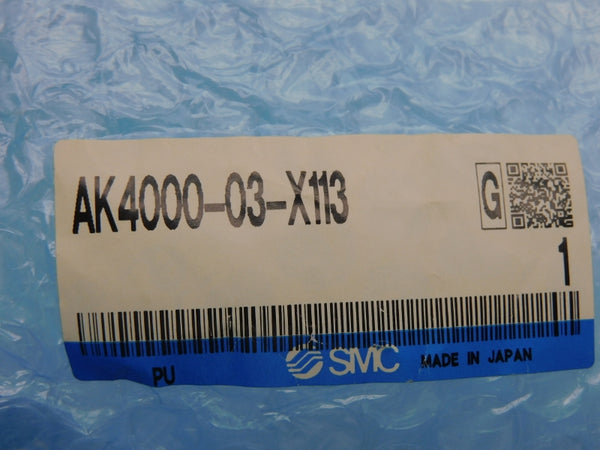 AK4000-03-X113
G
1
PU
SMC MADE IN JAPAN